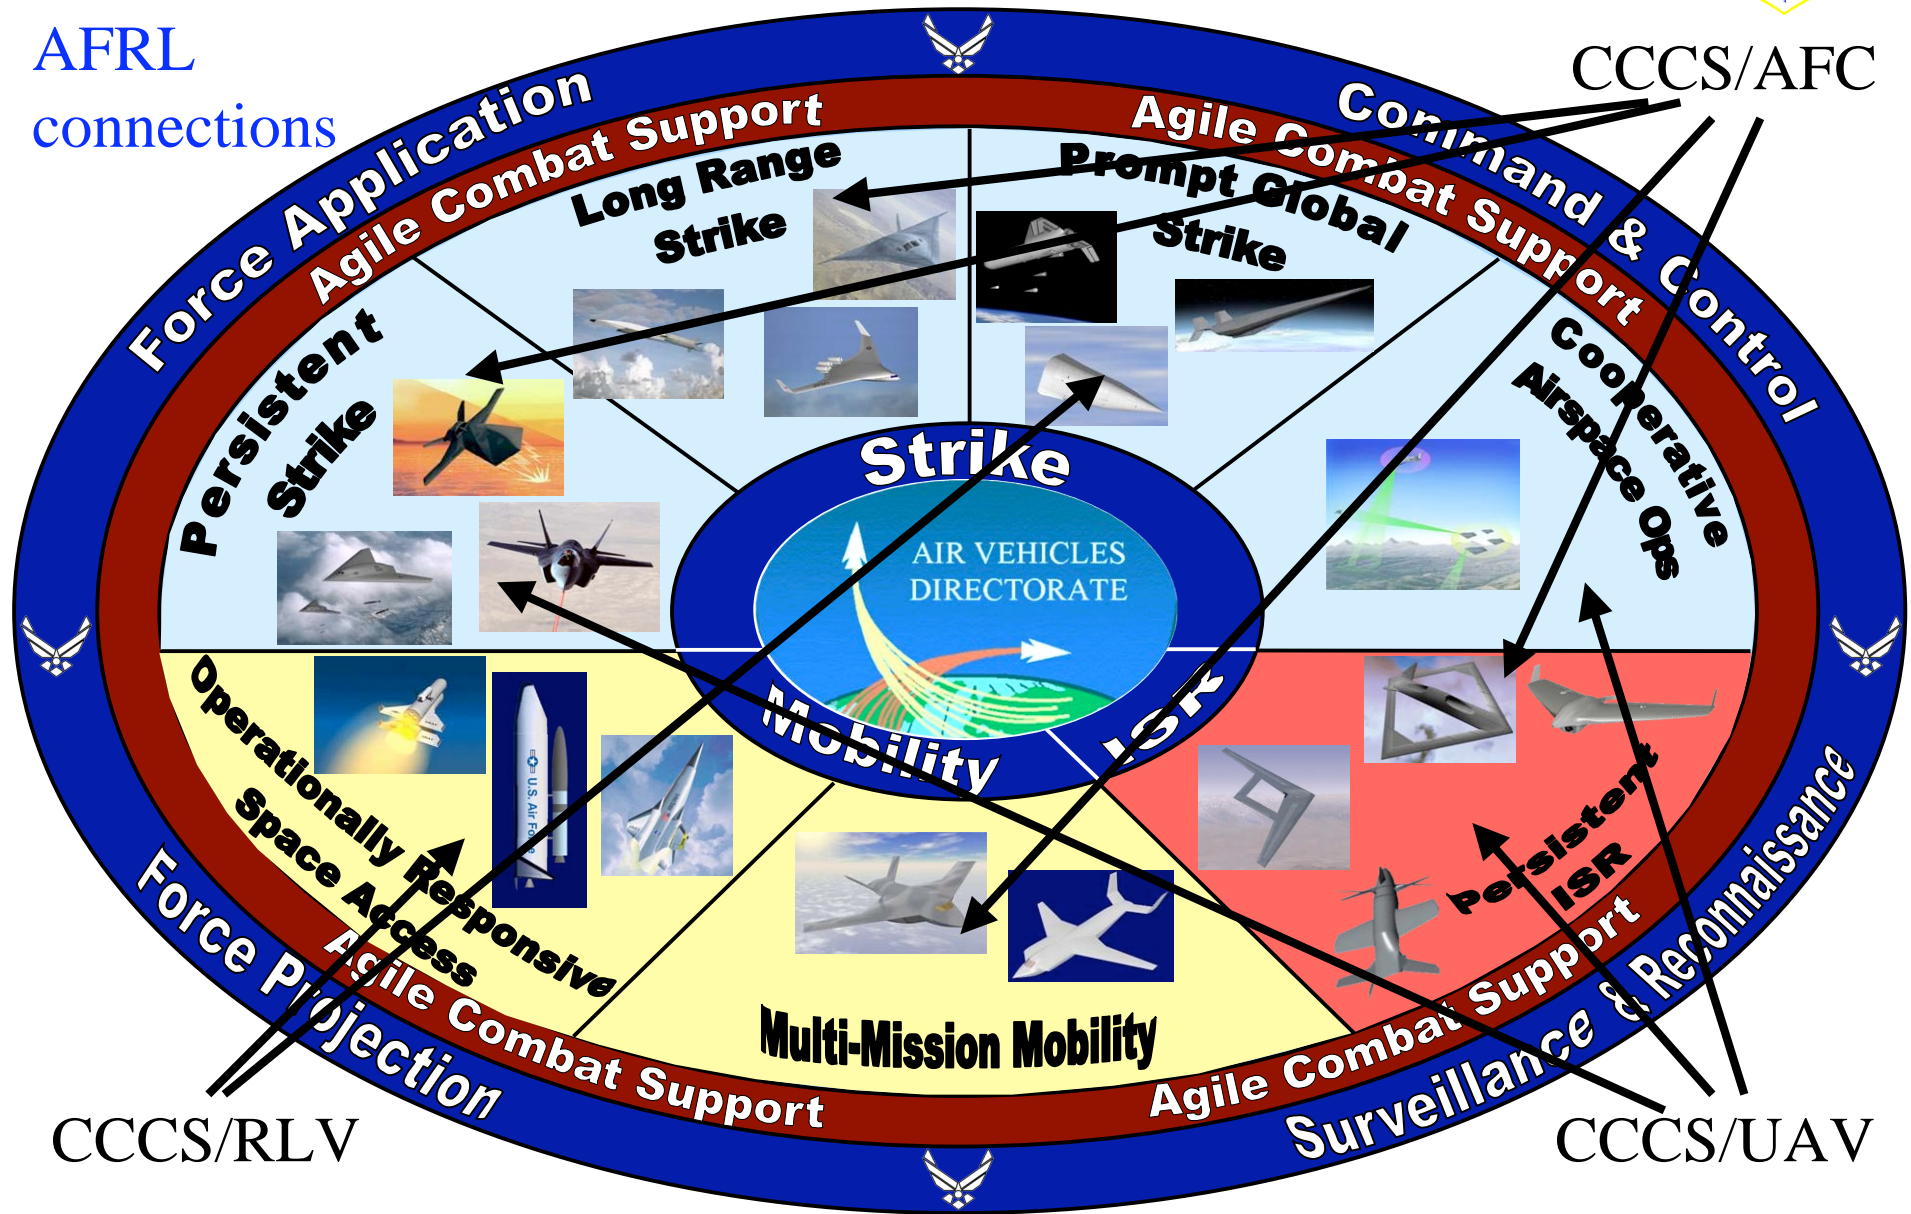 AFRL
connections
CCCS/AFC
Force Application
Command & Control
Agile Combat Support
Agile Combat Support
Long Range
Strike
Prompt Global
Strike
Persistent
Strike
Cooperative
Airspace Ops
Strike
AIR VEHICLES
DIRECTORATE
Mobility
ISR
Operationally Responsive
Space Access
U.S. Air Force
Multi-Mission Mobility
Persistent
ISR
Agile Combat Support
Agile Combat Support
Force Projection
Surveillance & Reconnaissance
CCCS/RLV
CCCS/UAV